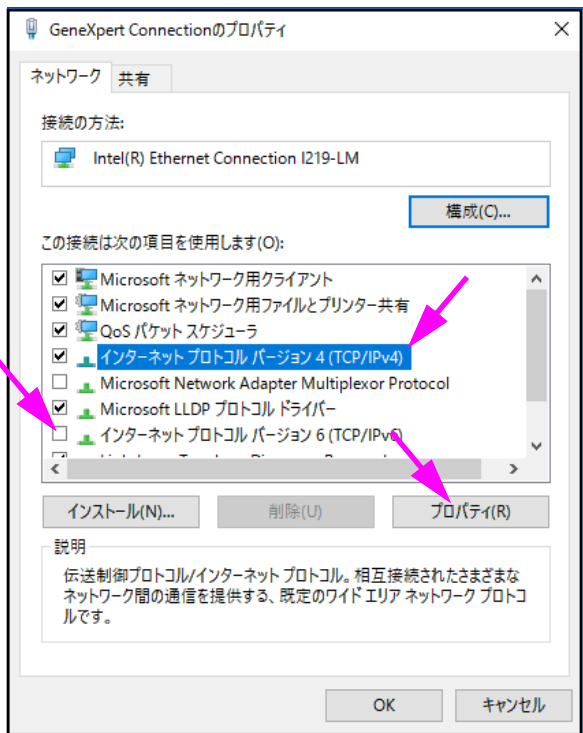 GeneXpert Connectionのプロパティ
ネットワーク 共有
接続の方法:
Intel(R) Ethernet Connection I219-LM
構成(C)...
この接続は次の項目を使用します(O):
Microsoft ネットワーク用クライアント
Microsoft ネットワーク用ファイルとプリンター共有
QoS パケット スケジューラ
インターネット プロトコル バージョン 4 (TCP/IPv4)
Microsoft Network Adapter Multiplexor Protocol
Microsoft LLDP プロトコル ドライバー
インターネット プロトコル バージョン 6 (TCP/IPv6)
インストール(N)... 削除(U) プロパティ(R)
説明
伝送制御プロトコル/インターネット プロトコル。相互接続されたさまざまな
ネットワーク間の通信を提供する、既定のワイド エリア ネットワーク プロトコ
ルです。
OK キャンセル